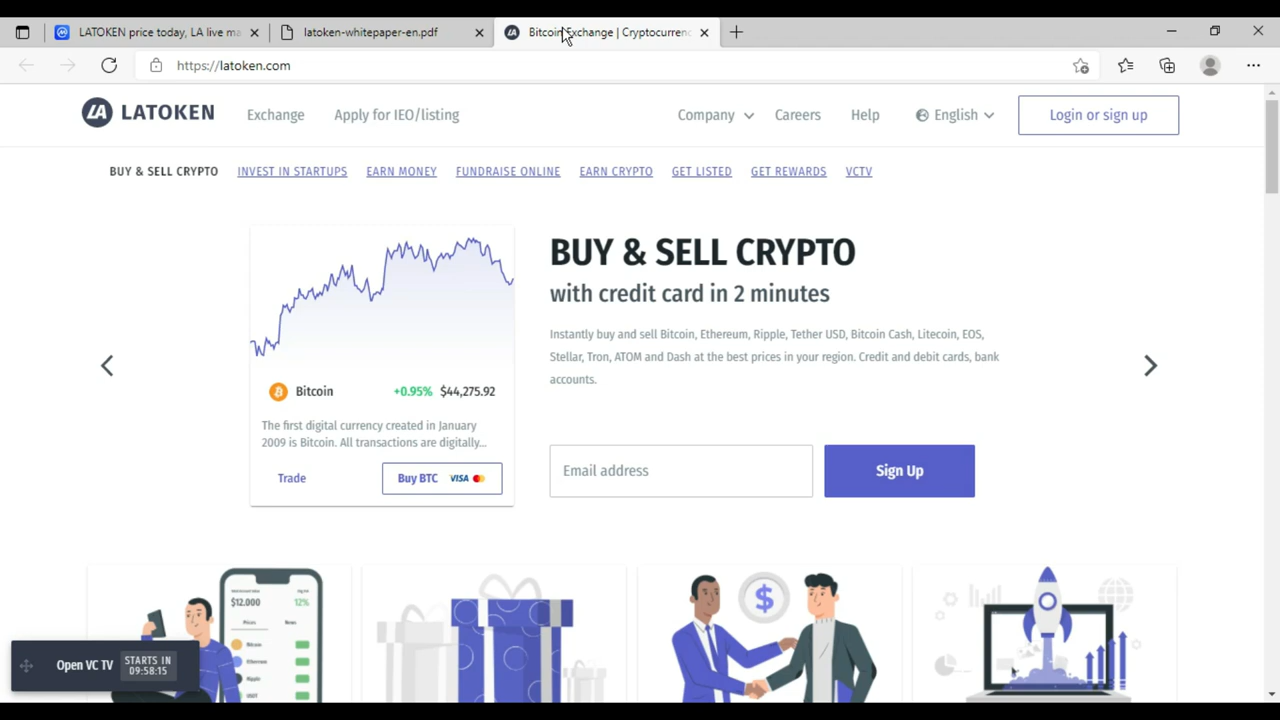 LATOKEN price today, LA live ma
latoken-whitepaper-en.pdf
Bitcoin Exchange | Cryptocurren
https://latoken.com
LA LATOKEN
Exchange
Apply for IEO/listing
Company
Careers
Help
English
Login or sign up
BUY & SELL CRYPTO
INVEST IN STARTUPS
EARN MONEY
FUNDRAISE ONLINE
EARN CRYPTO
GET LISTED
GET REWARDS
VCTV
BUY & SELL CRYPTO
with credit card in 2 minutes
Instantly buy and sell Bitcoin, Ethereum, Ripple, Tether USD, Bitcoin Cash, Litecoin, EOS,
Stellar, Tron, ATOM and Dash at the best prices in your region. Credit and debit cards, bank
accounts.
Bitcoin +0.95% $44,275.92
The first digital currency created in January
2009 is Bitcoin. All transactions are digitally...
Trade
Buy BTC VISA
Email address
Sign Up
$12.000 12%
Bitcoin
Ethereum
Ripple
USDT
$
Open VC TV
STARTS IN
09:58:15